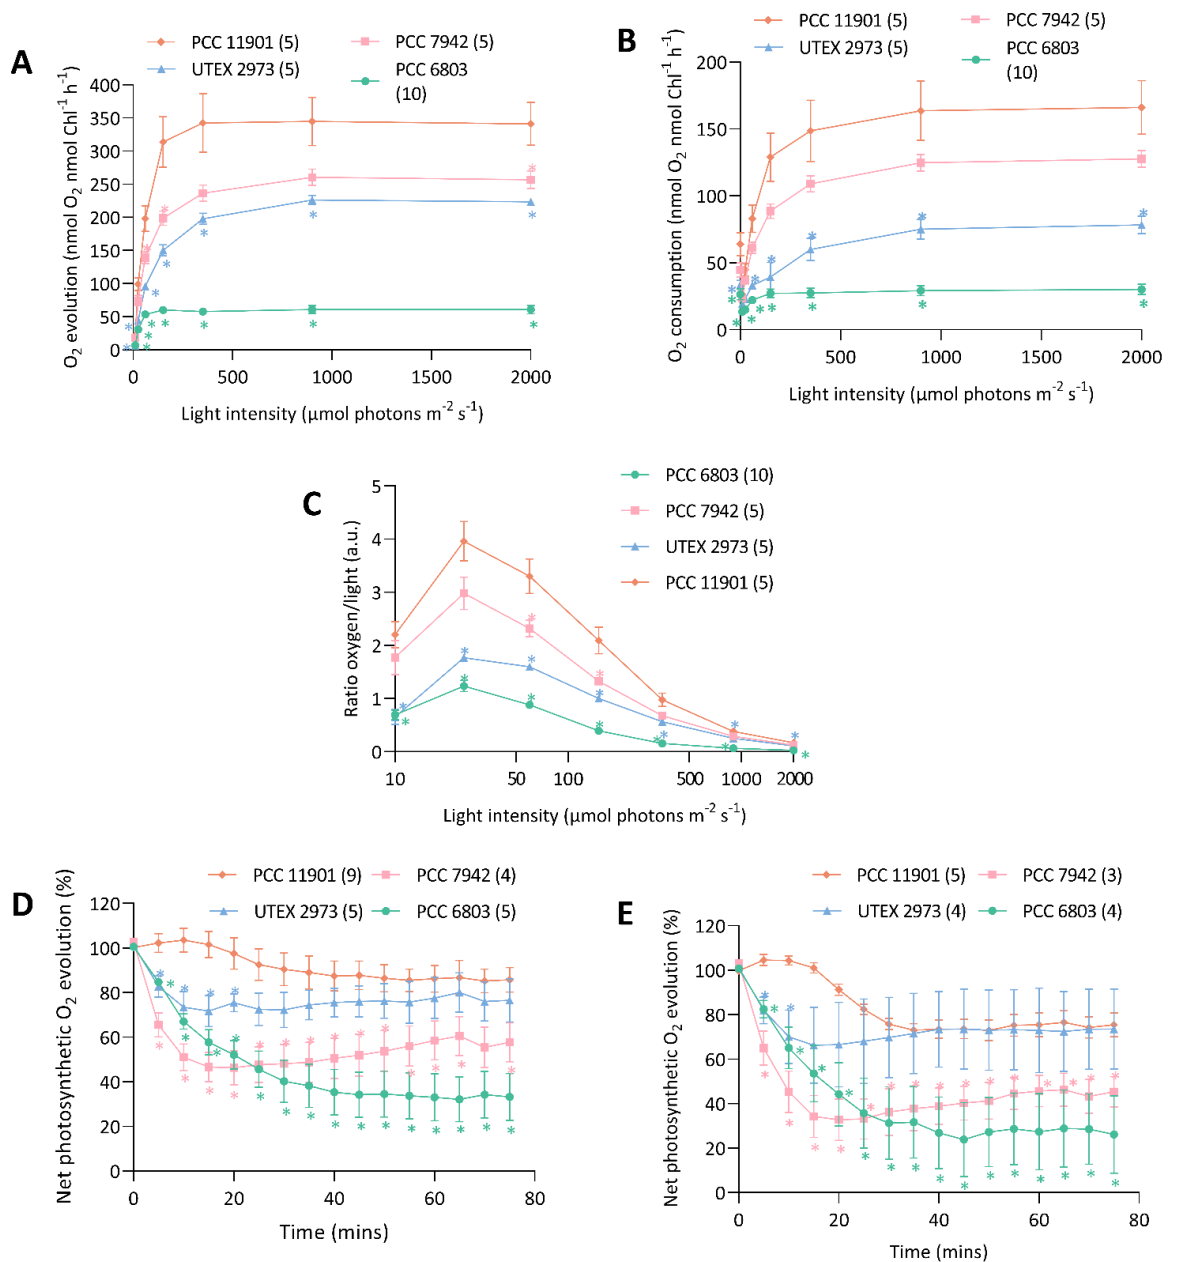 A
PCC 11901 (5)
PCC 7942 (5)
UTEX 2973 (5)
PCC 6803
(10)
O2 evolution (nmol O2 nmol Chl-1 h-1)
400
350
300
250
200
150
100
50
0
0 500 1000 1500 2000
Light intensity (µmol photons m-2 s-1)
B
PCC 11901 (5)
PCC 7942 (5)
UTEX 2973 (5)
PCC 6803
(10)
O2 consumption (nmol O2 nmol Chl-1 h-1)
200
150
100
50
0
0 500 1000 1500 2000
Light intensity (µmol photons m-2 s-1)
C
PCC 6803 (10)
PCC 7942 (5)
UTEX 2973 (5)
PCC 11901 (5)
Ratio oxygen/light (a.u.)
5
4
3
2
1
0
10 50 100 500 1000 2000
Light intensity (µmol photons m-2 s-1)
D
PCC 11901 (9)
PCC 7942 (4)
UTEX 2973 (5)
PCC 6803 (5)
Net photosynthetic O2 evolution (%)
120
100
80
60
40
20
0
0 20 40 60 80
Time (mins)
E
PCC 11901 (5)
PCC 7942 (3)
UTEX 2973 (4)
PCC 6803 (4)
Net photosynthetic O2 evolution (%)
120
100
80
60
40
20
0
0 20 40 60 80
Time (mins)